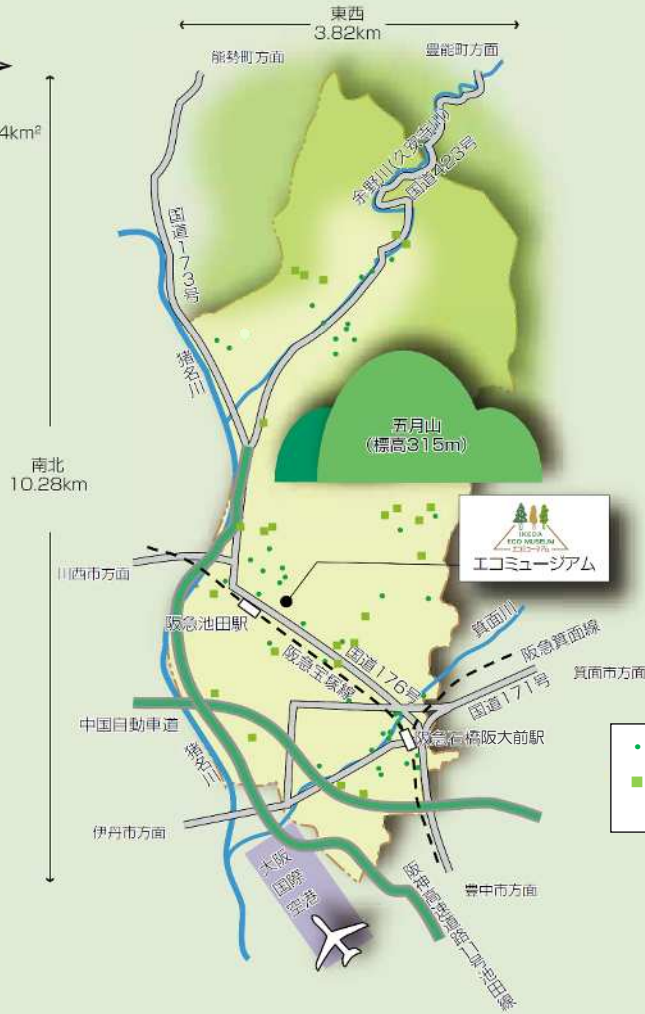 東西
3.82km
能勢町方面
豊能町方面
4km²
余野川(久安寺川)
国道423号
国道173号
猪名川
五月山
(標高315m)
南北
10.28km
IKEDA
ECO MUSEUM
エコミュージアム
エコミュージアム
川西市方面
阪急池田駅
箕面川
阪急箕面線
国道176号
阪急宝塚線
箕面市方面
国道171号
中国自動車道
阪急石橋阪大前駅
猪名川
伊丹市方面
大阪
国際
空港
豊中市方面
阪神高速道路11号池田線